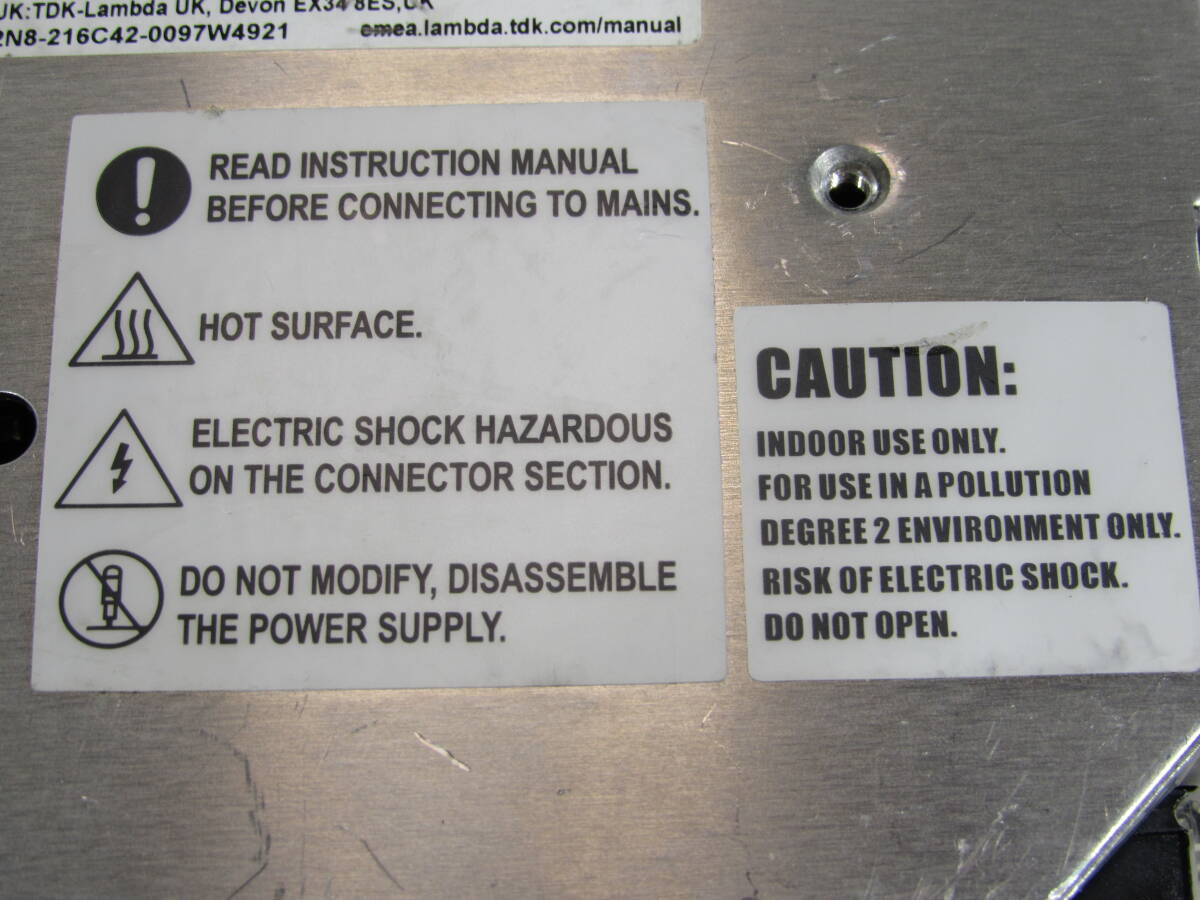 UK:TDK-Lambda UK, Devon EX34 8ES,UK
2N8-216C42-0097W4921 emea.lambda.tdk.com/manual
READ INSTRUCTION MANUAL
BEFORE CONNECTING TO MAINS.
HOT SURFACE.
ELECTRIC SHOCK HAZARDOUS
ON THE CONNECTOR SECTION.
DO NOT MODIFY, DISASSEMBLE
THE POWER SUPPLY.
CAUTION:
INDOOR USE ONLY.
FOR USE IN A POLLUTION
DEGREE 2 ENVIRONMENT ONLY.
RISK OF ELECTRIC SHOCK.
DO NOT OPEN.